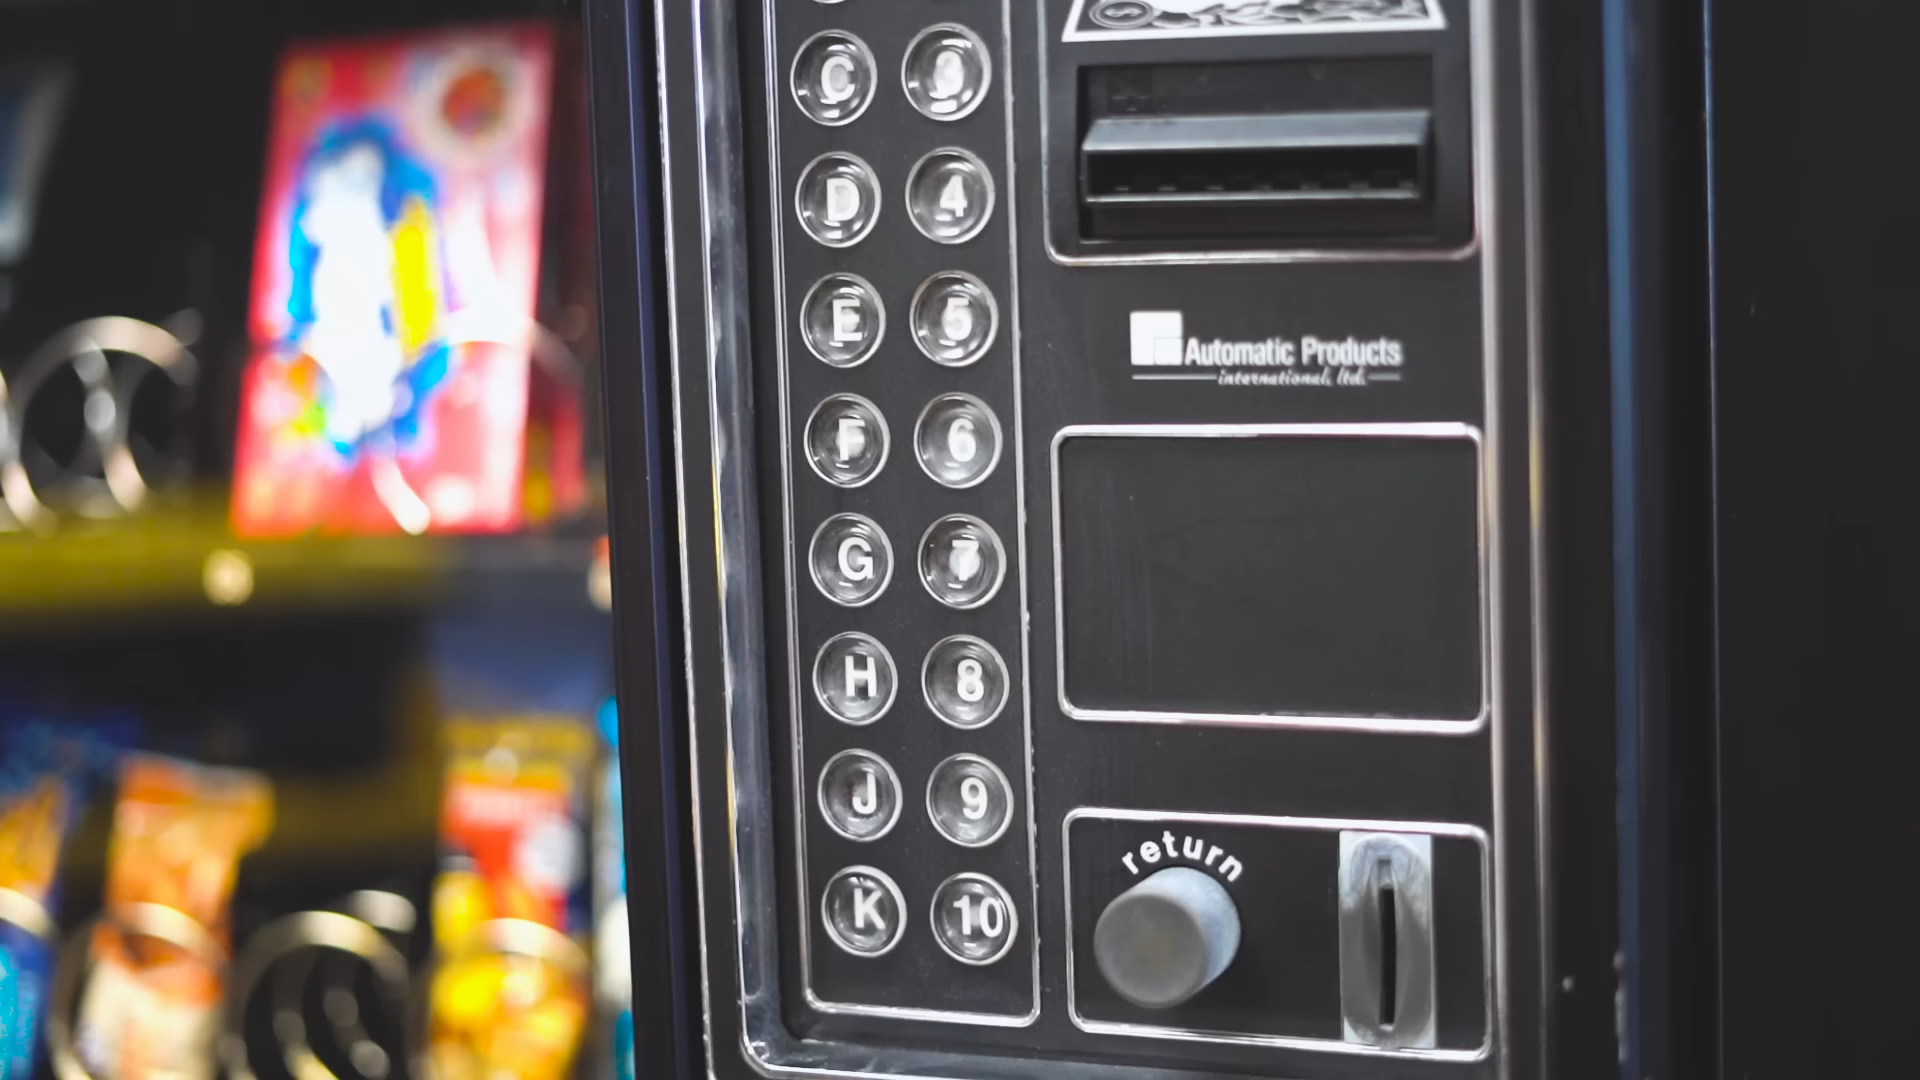 C 3
D 4
E 5
F 6
G 7
H 8
J 9
K 10
Automatic Products
international, ltd.
return